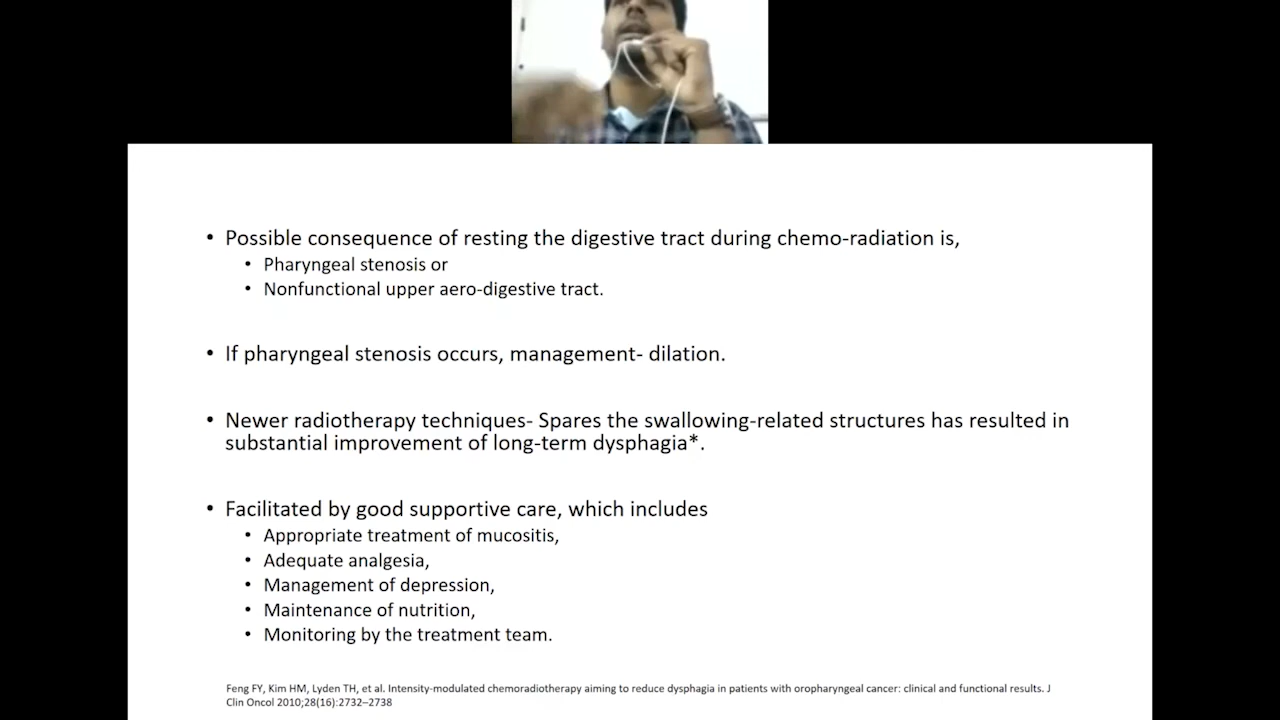 • Possible consequence of resting the digestive tract during chemo-radiation is,
• Pharyngeal stenosis or
• Nonfunctional upper aero-digestive tract.
• If pharyngeal stenosis occurs, management- dilation.
• Newer radiotherapy techniques- Spares the swallowing-related structures has resulted in
substantial improvement of long-term dysphagia*.
• Facilitated by good supportive care, which includes
• Appropriate treatment of mucositis,
• Adequate analgesia,
• Management of depression,
• Maintenance of nutrition,
• Monitoring by the treatment team.
Feng FY, Kim HM, Lyden TH, et al. Intensity-modulated chemoradiotherapy aiming to reduce dysphagia in patients with oropharyngeal cancer: clinical and functional results. J
Clin Oncol 2010;28(16):2732–2738